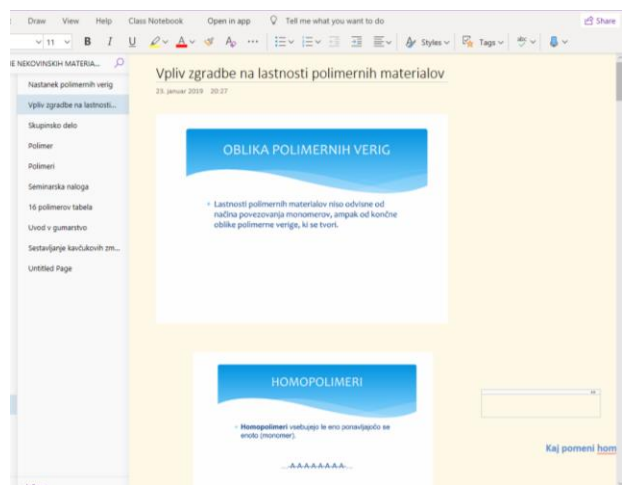 Draw View Help Class Notebook Open in app Tell me what you want to do Share
11 B I U A A Styles Tags abc
E NEKOVINSKIH MATERIA...
Nastanek polimernih verig
Vpliv zgradbe na lastnosti...
Skupinsko delo
Polimer
Polimeri
Seminarska naloga
16 polimerov tabela
Uvod v gumarstvo
Sestavljanje kavčukovih zm...
Untitled Page
Vpliv zgradbe na lastnosti polimernih materialov
23. januar 2019 20:27
OBLIKA POLIMERNIH VERIG
Lastnosti polimernih materialov niso odvisne od
načina povezovanja monomerov, ampak od končne
oblike polimerne verige, ki se tvori.
HOMOPOLIMERI
Homopolimeri vsebujejo le eno ponavljajočo se
enoto (monomer).
...-A-A-A-A-A-A-A-...
Kaj pomeni hom